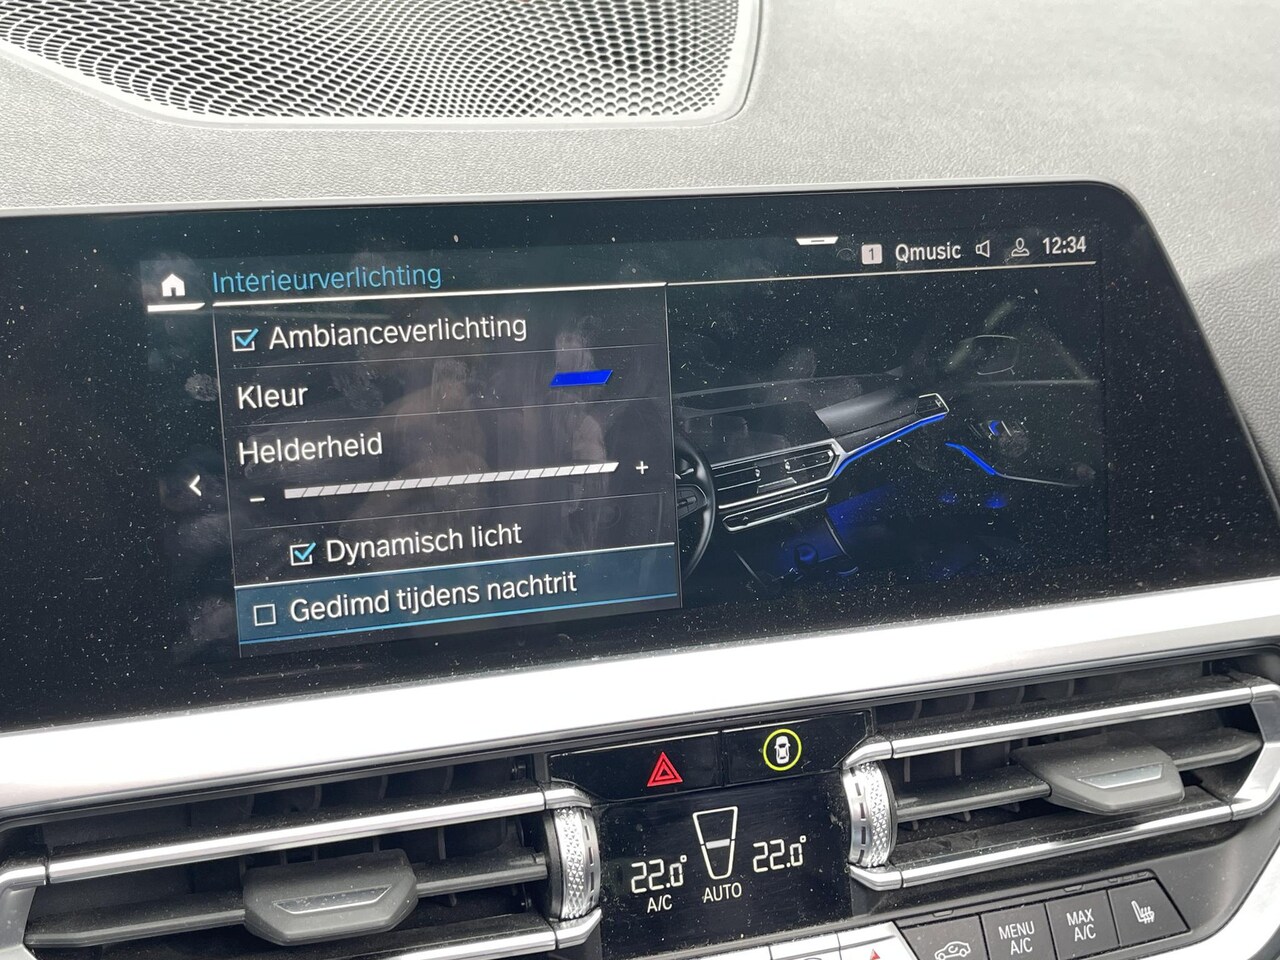 Interieurverlichting
1 Qmusic 12:34
Ambianceverlichting
Kleur
Helderheid
- +
Dynamisch licht
Gedimd tijdens nachtrit
22.0° 22.0°
A/C AUTO
MENU A/C
MAX A/C